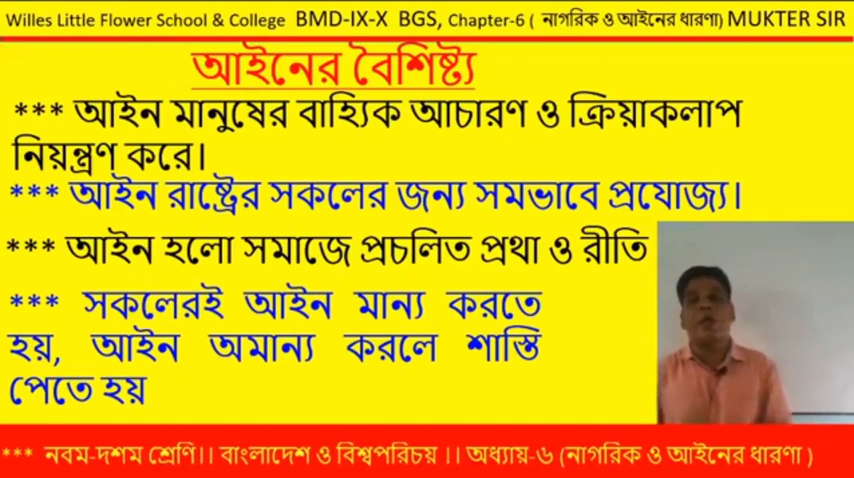 Willes Little Flower School & College BMD-IX-X BGS, Chapter-6 ( নাগরিক ও আইনের ধারণা) MUKTER SIR
আইনের বৈশিষ্ট্য
*** আইন মানুষের বাহ্যিক আচারণ ও ক্রিয়াকলাপ
নিয়ন্ত্রণ করে।
*** আইন রাষ্ট্রের সকলের জন্য সমভাবে প্রযোজ্য।
*** আইন হলো সমাজে প্রচলিত প্রথা ও রীতি
*** সকলেরই আইন মান্য করতে
হয়, আইন অমান্য করলে শাস্তি
পেতে হয়
*** নবম-দশম শ্রেণি।। বাংলাদেশ ও বিশ্বপরিচয় ।। অধ্যায়-৬ (নাগরিক ও আইনের ধারণা )